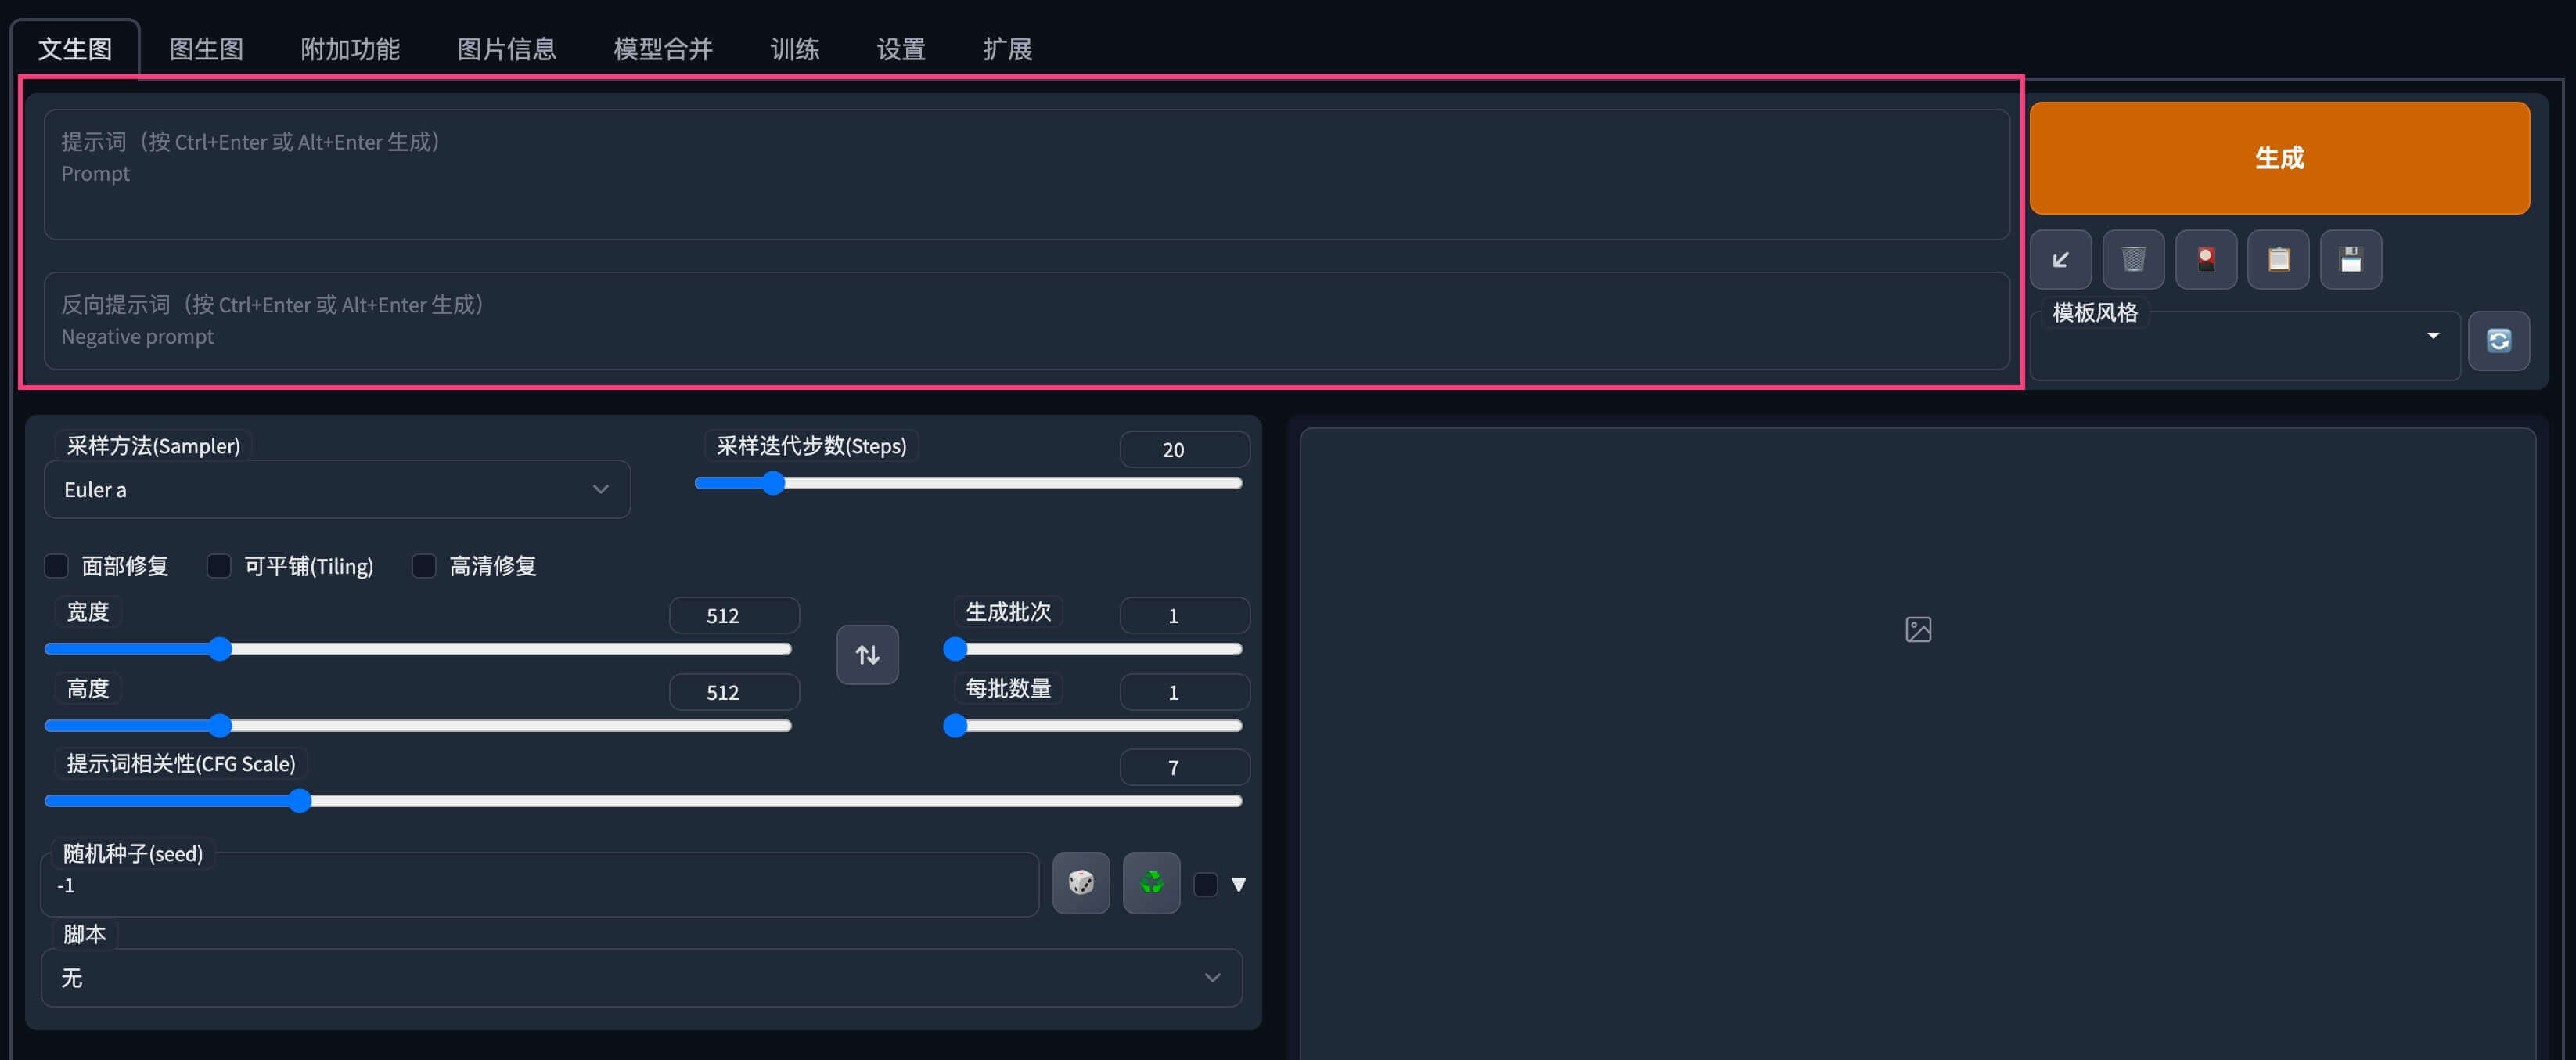 文生图 图生图 附加功能 图片信息 模型合并 训练 设置 扩展
提示词（按 Ctrl+Enter 或 Alt+Enter 生成）
Prompt
生成
反向提示词（按 Ctrl+Enter 或 Alt+Enter 生成）
Negative prompt
模板风格
采样方法(Sampler)
Euler a
采样迭代步数(Steps)
20
面部修复 可平铺(Tiling) 高清修复
宽度
512
生成批次
1
高度
512
每批数量
1
提示词相关性(CFG Scale)
7
随机种子(seed)
-1
脚本
无